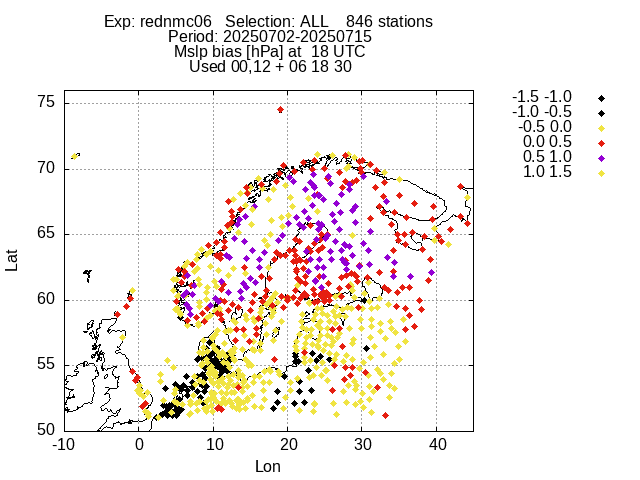 Exp: rednmc06 Selection: ALL 846 stations
Period: 20250702-20250715
Mslp bias [hPa] at 18 UTC
Used 00,12 + 06 18 30
-1.5 -1.0
-1.0 -0.5
-0.5 0.0
0.0 0.5
0.5 1.0
1.0 1.5
75
70
65
60
55
50
Lat
-10 0 10 20 30 40
Lon